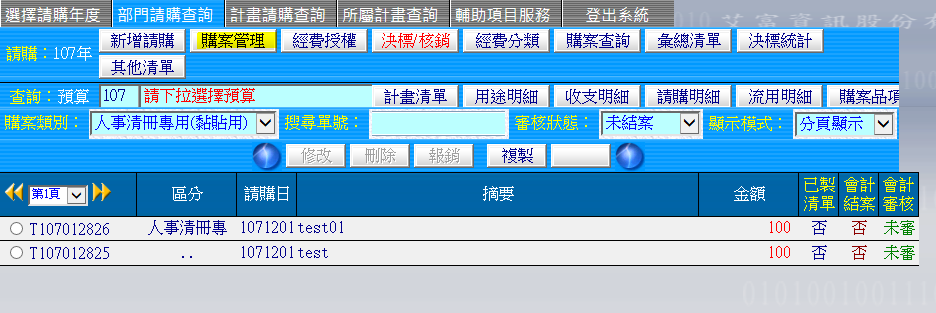 選擇請購年度 部門請購查詢 計畫請購查詢 所屬計畫查詢 輔助項目服務 登出系統
艾富資訊股份有
請購：107年 新增請購 購案管理 經費授權 決標/核銷 經費分類 購案查詢 彙總清單 決標統計
其他清單
查詢：預算 107 請下拉選擇預算 計畫清單 用途明細 收支明細 請購明細 流用明細 購案品項
購案類別： 人事清冊專用(黏貼用) 搜尋單號： 審核狀態： 未結案 顯示模式： 分頁顯示
修改 刪除 報銷 複製
第1頁 區分 請購日 摘要 金額 已製清單 會計結案 會計審核
T107012826 人事清冊專 1071201 test01 100 否 否 未審
T107012825 .. 1071201 test 100 否 否 未審
0101001001110